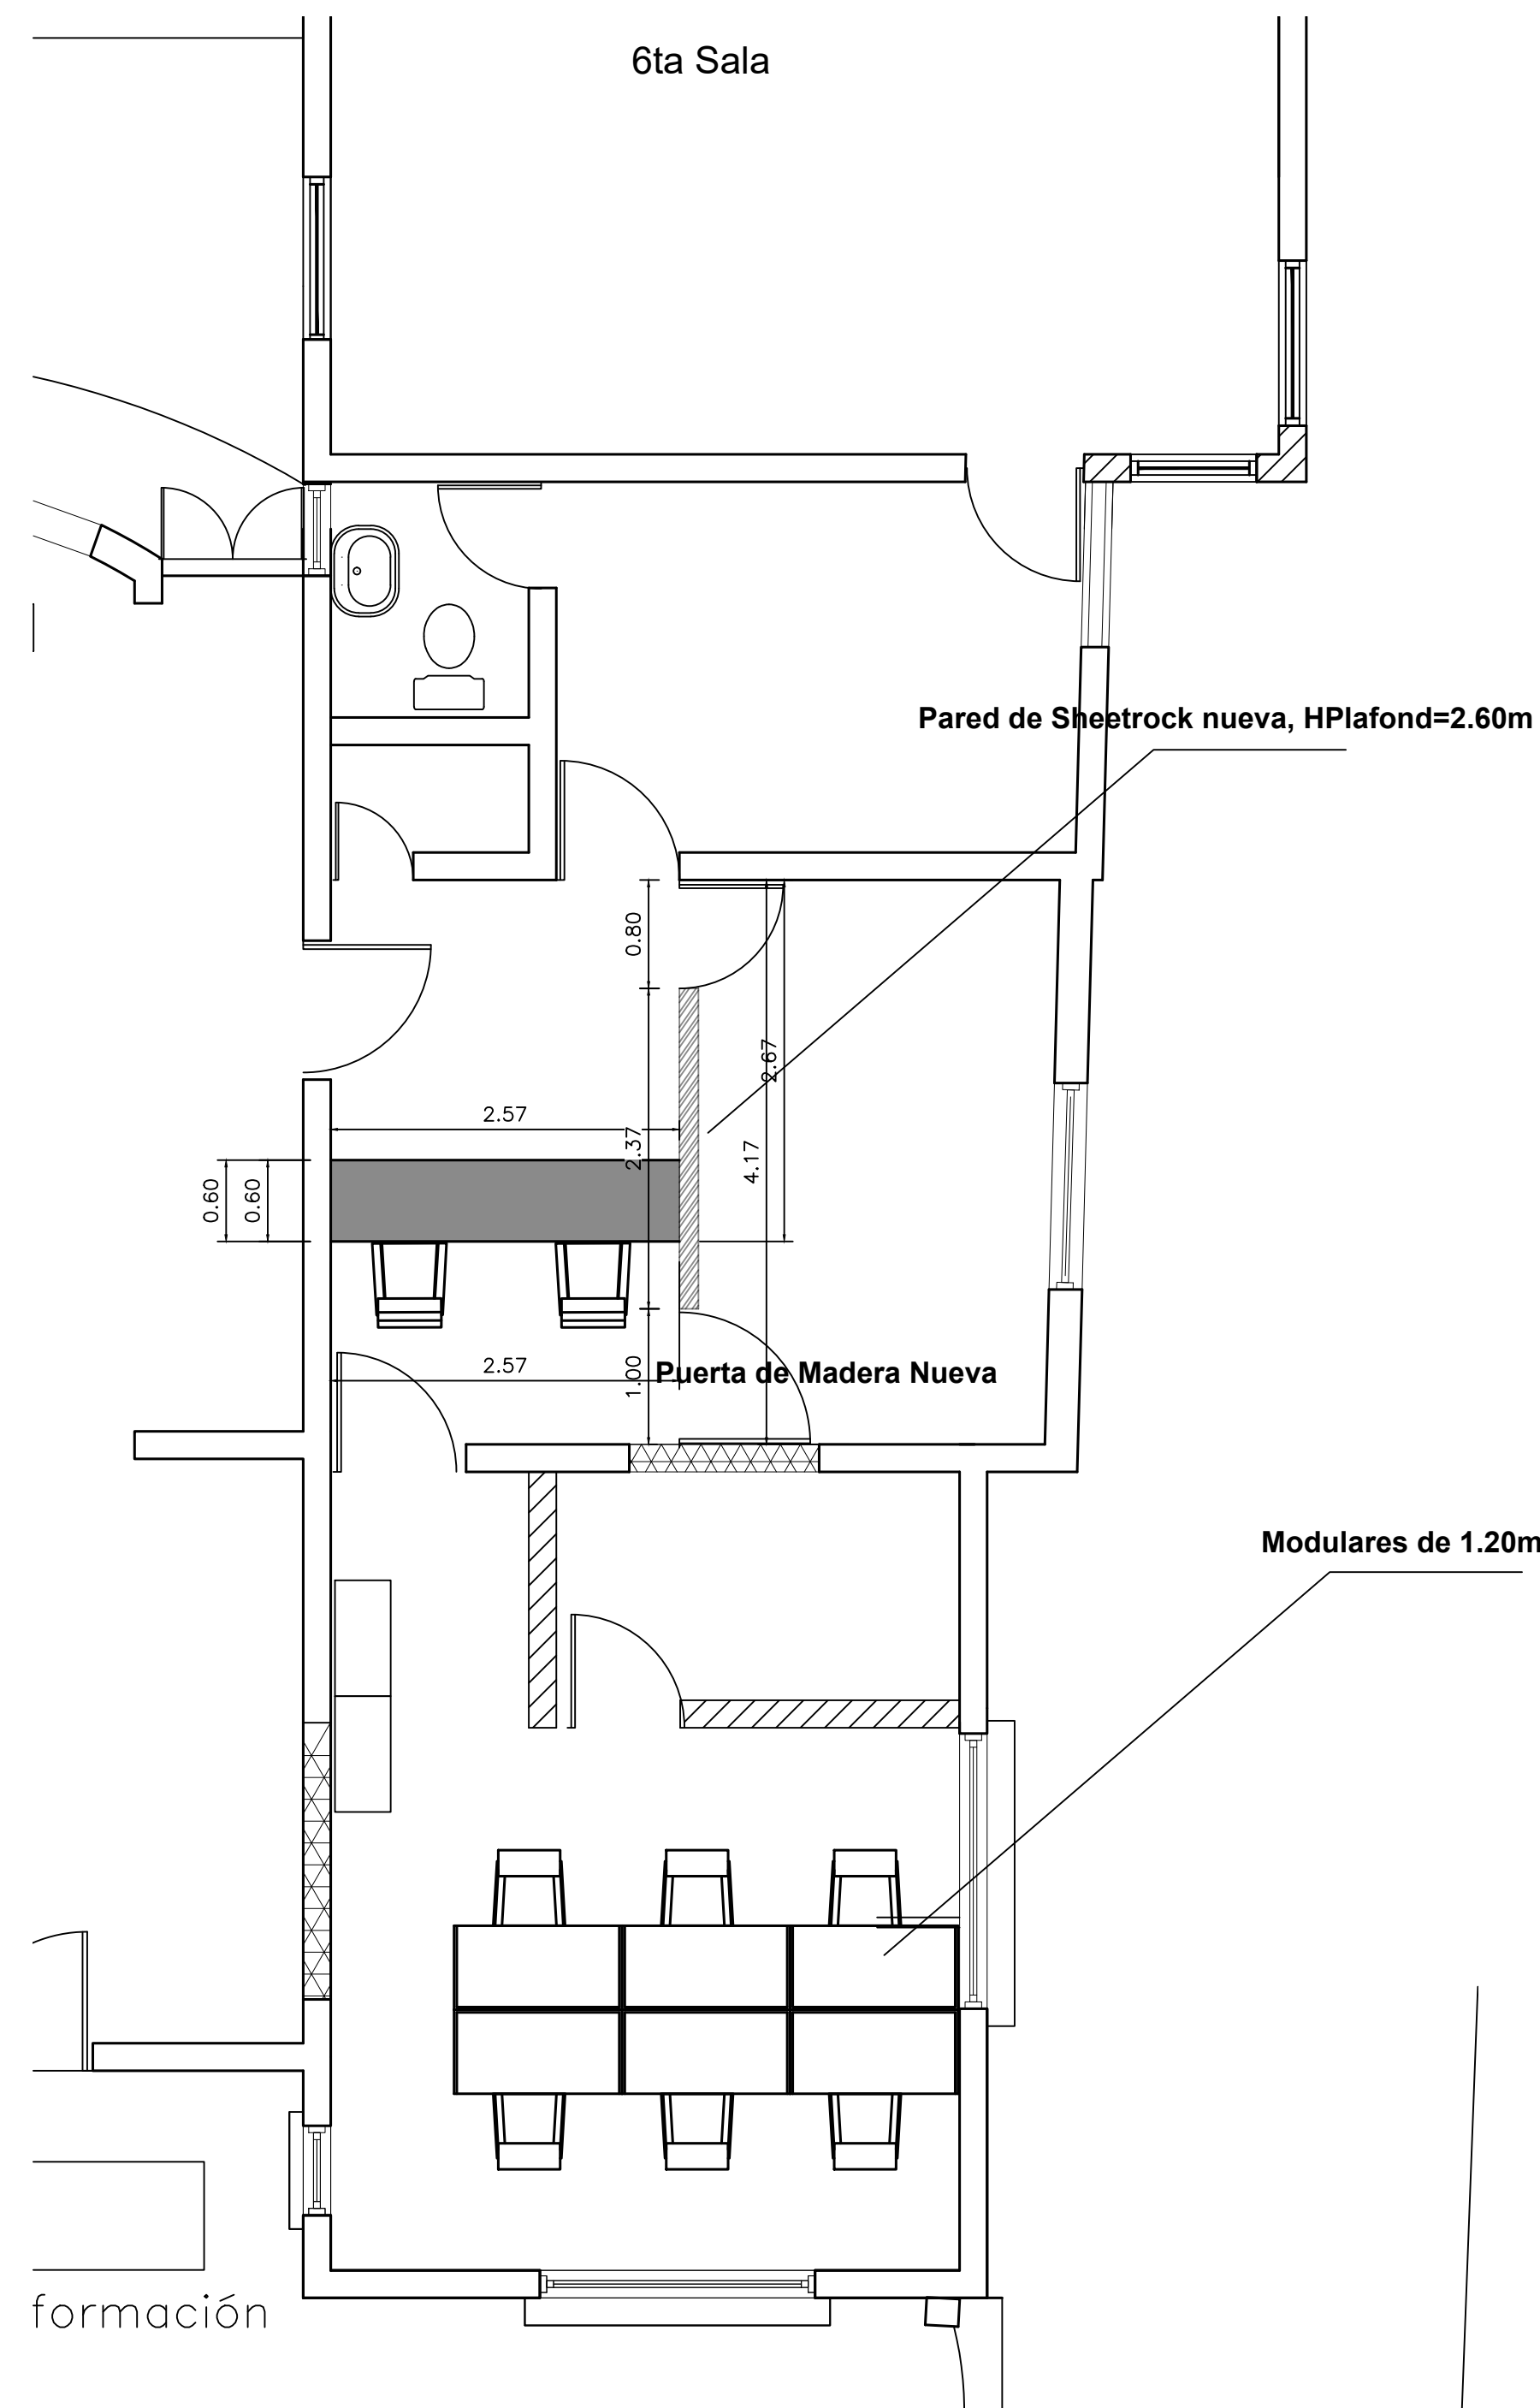 6ta Sala
Pared de Sheetrock nueva, HPlafond=2.60m
0.80
2.67
2.57
2.37
4.17
0.60
0.60
2.57
1.00
Puerta de Madera Nueva
Modulares de 1.20m
formación